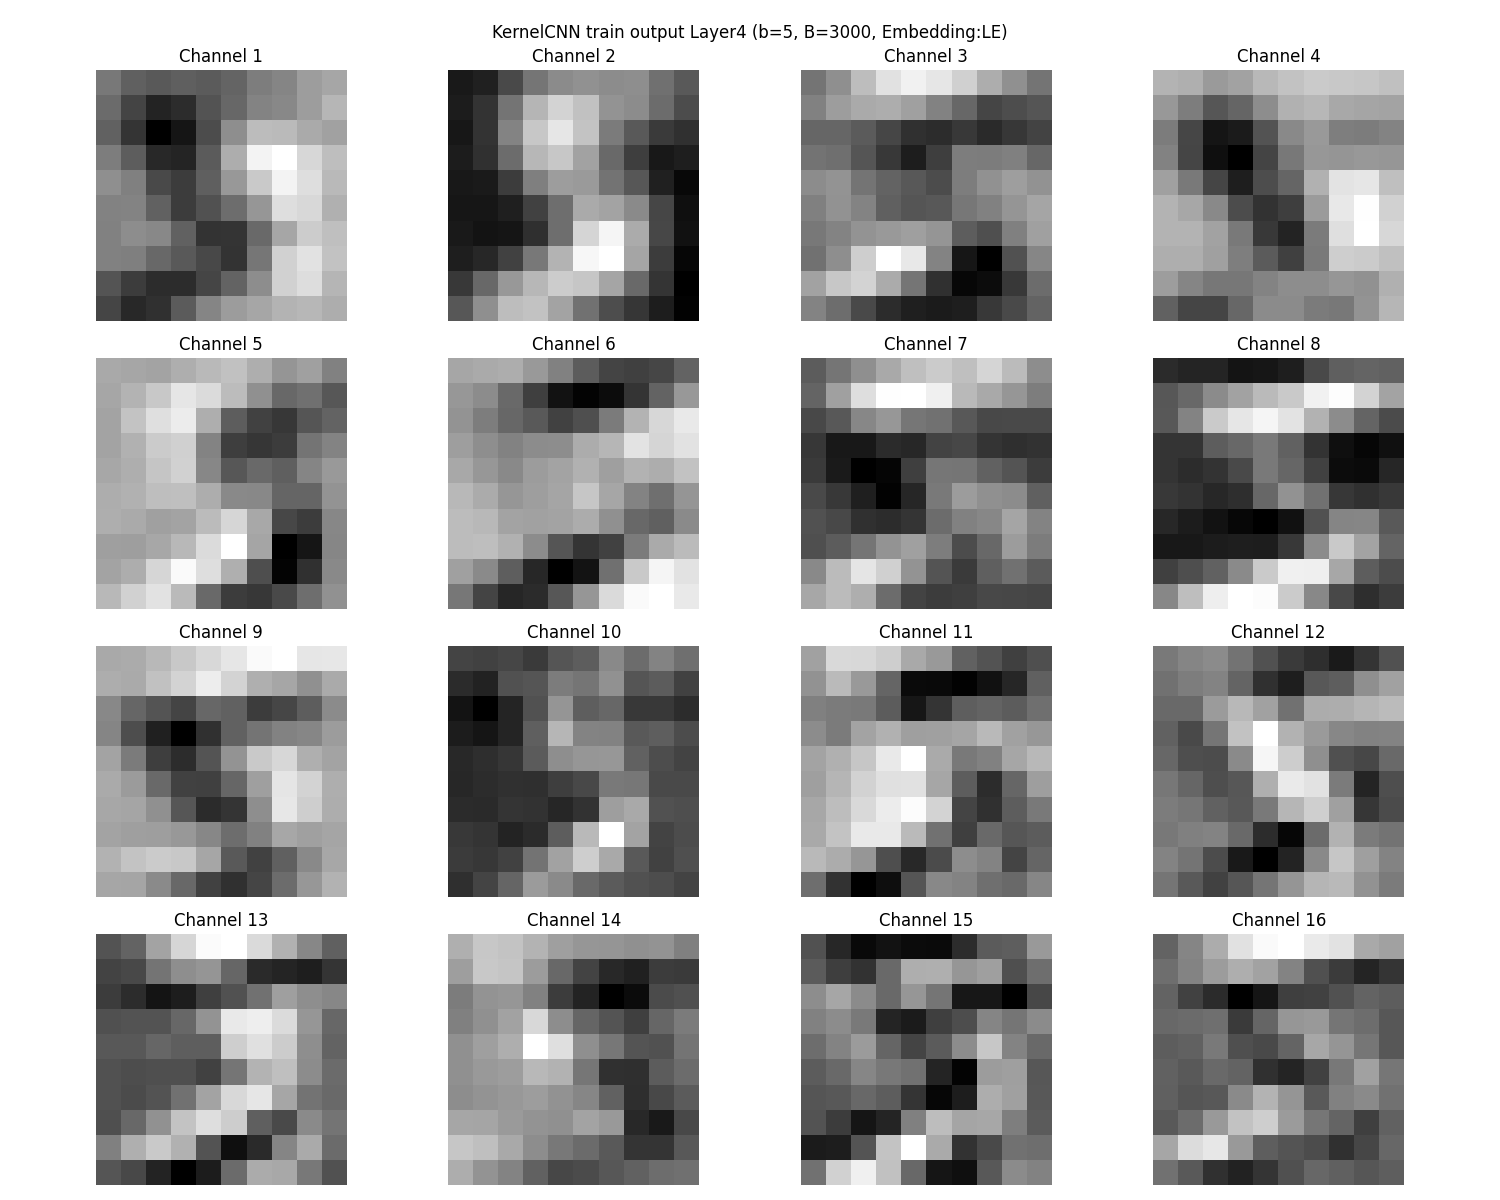 KernelCNN train output Layer4 (b=5, B=3000, Embedding:LE)
Channel 1
Channel 2
Channel 3
Channel 4
Channel 5
Channel 6
Channel 7
Channel 8
Channel 9
Channel 10
Channel 11
Channel 12
Channel 13
Channel 14
Channel 15
Channel 16